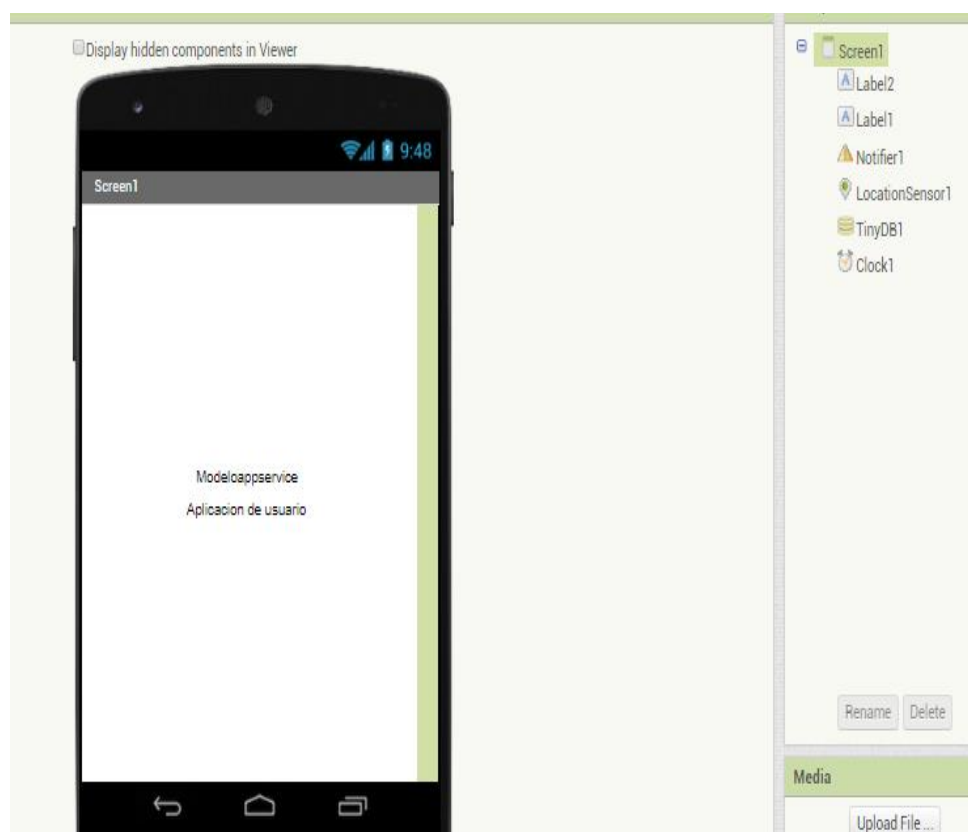 Display hidden components in Viewer
9:48
Screen1
Modeloappservice
Aplicacion de usuario
Screen1
Label2
Label1
Notifier1
LocationSensor1
TinyDB1
Clock1
Rename Delete
Media
Upload File ...